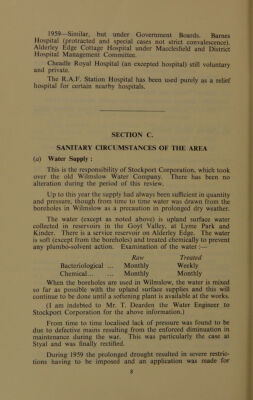 1959—Similar, but under Government Boards. Barnes
Hospital (protracted and special cases not strict convalescence).
Alderley Edge Cottage Hospital under Macclesfield and District
Hospital Management Committee.
Cheadle Royal Hospital (an excepted hospital) still voluntary
and private.
The R.A.F. Station Hospital has been used purely as a relief
hospital for certain nearby hospitals.
SECTION C.
SANITARY CIRCUMSTANCES OF THE AREA
(a) Water Supply :
This is the responsibility of Stockport Corporation, which took
over the old Wilmslow Water Company. There has been no
alteration during the period of this review.
Up to this year the supply had always been sufficient in quantity
and pressure, though from time to time water was drawn from the
boreholes in Wilmslow as a precaution in prolonged dry weather.
The water (except as noted above) is upland surface water
collected in reservoirs in the Goyt Valley, at Lyme Park and
Kinder. There is a service reservoir on Alderley Edge. The water
is soft (except from the boreholes) and treated chemically to prevent
any plumbo-solvent action. Examination of the water :—
Raw Treated
Bacteriological ... Monthly Weekly
Chemical... ... Monthly Monthly
When the boreholes are used in Wilmslow, the water is mixed
so far as possible with the upland surface supplies and this will
continue to be done until a softening plant is available at the works.
(I am indebted to Mr. T. Dearden the Water Engineer to
Stockport Corporation for the above information.)
From time to time localised lack of pressure was found to be
due to defective mains resulting from the enforced diminution in
maintenance during the war. This was particularly the case at
Styal and was finally rectified.
During 1959 the prolonged drought resulted in severe restric-
tions having to be imposed and an application was made for
8